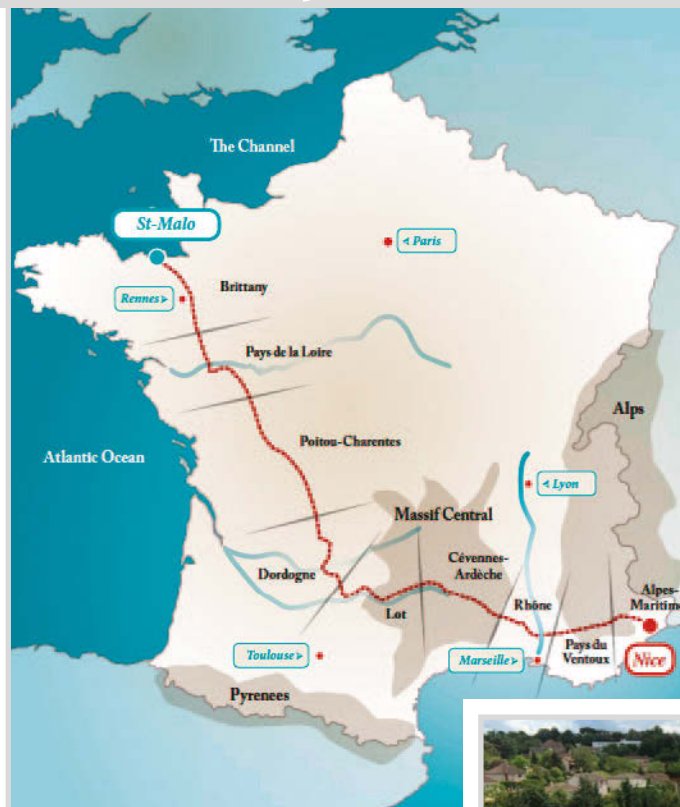 The Channel
St-Malo
< Paris
Rennes >
Brittany
Pays de la Loire
Alps
Poitou-Charentes
Atlantic Ocean
< Lyon
Massif Central
Cévennes-
Ardèche
Dordogne
Alpes-
Maritime
Lot
Rhône
Pays du
Ventoux
Toulouse >
Marseille >
Nice
Pyrenees